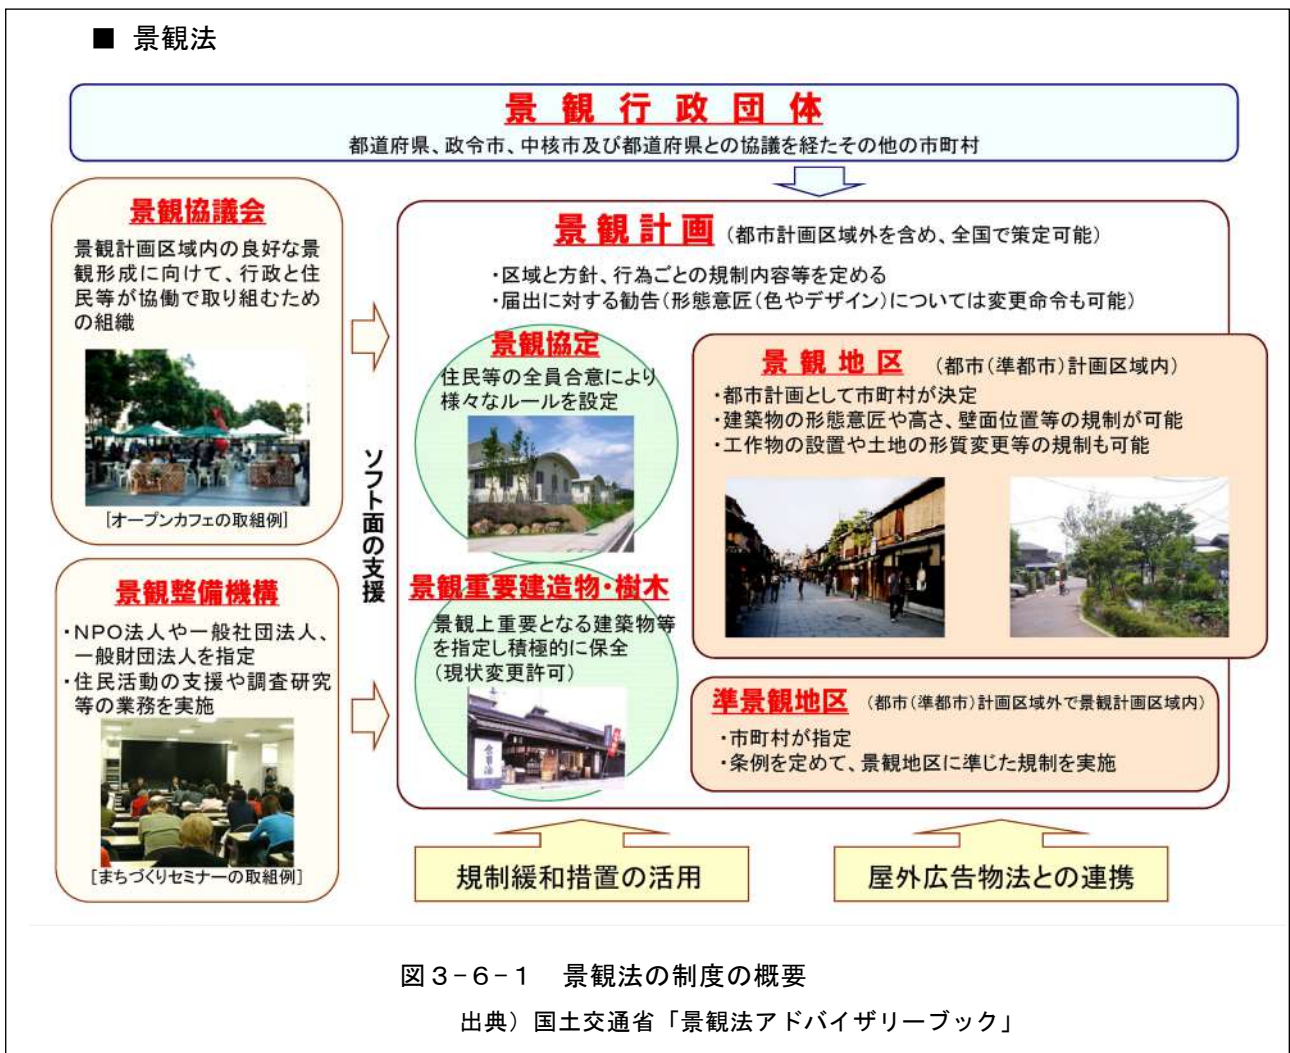 ■ 景観法
景観行政団体
都道府県、政令市、中核市及び都道府県との協議を経たその他の市町村
景観協議会
景観計画区域内の良好な景
観形成に向けて、行政と住
民等が協働で取り組むため
の組織
[オープンカフェの取組例]
景観整備機構
・NPO法人や一般社団法人、
一般財団法人を指定
・住民活動の支援や調査研究
等の業務を実施
[まちづくりセミナーの取組例]
ソフト面の支援
景観計画(都市計画区域外を含め、全国で策定可能)
・区域と方針、行為ごとの規制内容等を定める
・届出に対する勧告(形態意匠(色やデザイン)については変更命令も可能)
景観協定
住民等の全員合意により
様々なルールを設定
景観重要建造物・樹木
景観上重要となる建築物等
を指定し積極的に保全
(現状変更許可)
景観地区 (都市(準都市)計画区域内)
・都市計画として市町村が決定
・建築物の形態意匠や高さ、壁面位置等の規制が可能
・工作物の設置や土地の形質変更等の規制も可能
準景観地区 (都市(準都市)計画区域外で景観計画区域内)
・市町村が指定
・条例を定めて、景観地区に準じた規制を実施
規制緩和措置の活用
屋外広告物法との連携
図3-6-1 景観法の制度の概要
出典)国土交通省「景観法アドバイザリーブック」